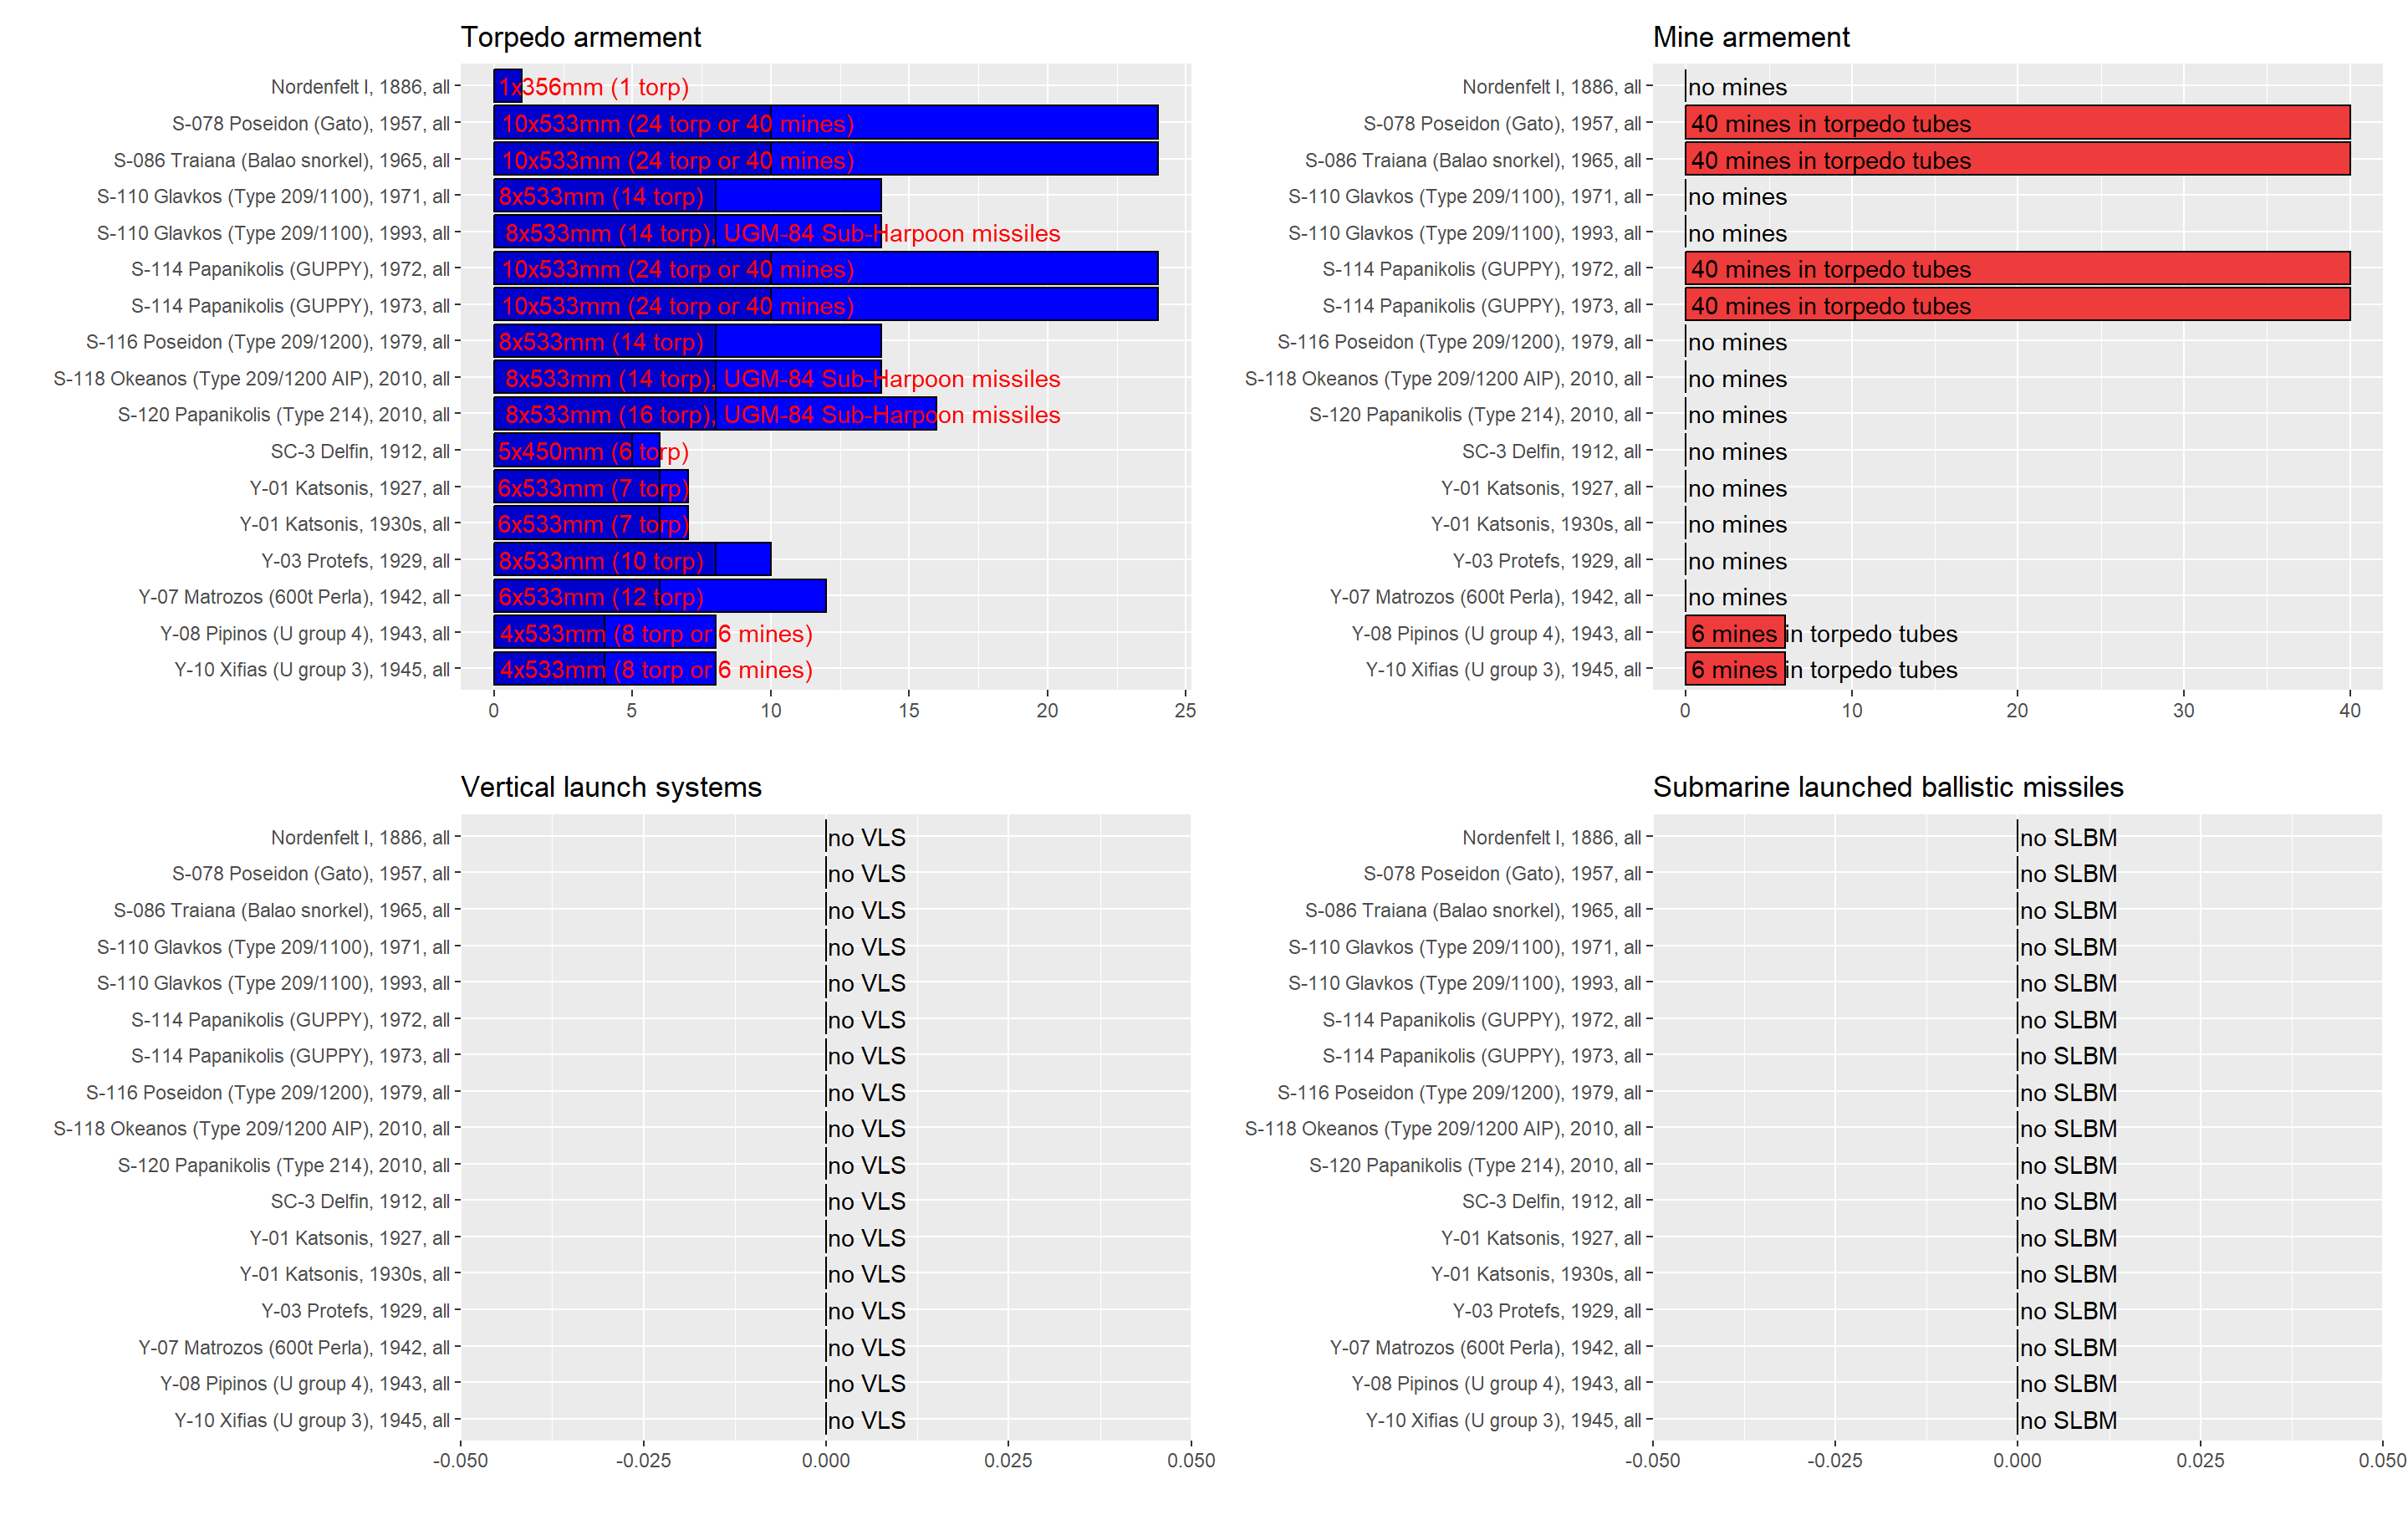 Torpedo armement
Nordenfelt I, 1886, all
1x356mm (1 torp)
S-078 Poseidon (Gato), 1957, all
10x533mm (24 torp or 40 mines)
S-086 Traiana (Balao snorkel), 1965, all
10x533mm (24 torp or 40 mines)
S-110 Glavkos (Type 209/1100), 1971, all
8x533mm (14 torp)
S-110 Glavkos (Type 209/1100), 1993, all
8x533mm (14 torp), UGM-84 Sub-Harpoon missiles
S-114 Papanikolis (GUPPY), 1972, all
10x533mm (24 torp or 40 mines)
S-114 Papanikolis (GUPPY), 1973, all
10x533mm (24 torp or 40 mines)
S-116 Poseidon (Type 209/1200), 1979, all
8x533mm (14 torp)
S-118 Okeanos (Type 209/1200 AIP), 2010, all
8x533mm (14 torp), UGM-84 Sub-Harpoon missiles
S-120 Papanikolis (Type 214), 2010, all
8x533mm (16 torp), UGM-84 Sub-Harpoon missiles
SC-3 Delfin, 1912, all
5x450mm (6 torp)
Y-01 Katsonis, 1927, all
6x533mm (7 torp)
Y-01 Katsonis, 1930s, all
6x533mm (7 torp)
Y-03 Protefs, 1929, all
8x533mm (10 torp)
Y-07 Matrozos (600t Perla), 1942, all
6x533mm (12 torp)
Y-08 Pipinos (U group 4), 1943, all
4x533mm (8 torp or 6 mines)
Y-10 Xifias (U group 3), 1945, all
4x533mm (8 torp or 6 mines)
0 5 10 15 20 25
Mine armement
Nordenfelt I, 1886, all
no mines
S-078 Poseidon (Gato), 1957, all
40 mines in torpedo tubes
S-086 Traiana (Balao snorkel), 1965, all
40 mines in torpedo tubes
S-110 Glavkos (Type 209/1100), 1971, all
no mines
S-110 Glavkos (Type 209/1100), 1993, all
no mines
S-114 Papanikolis (GUPPY), 1972, all
40 mines in torpedo tubes
S-114 Papanikolis (GUPPY), 1973, all
40 mines in torpedo tubes
S-116 Poseidon (Type 209/1200), 1979, all
no mines
S-118 Okeanos (Type 209/1200 AIP), 2010, all
no mines
S-120 Papanikolis (Type 214), 2010, all
no mines
SC-3 Delfin, 1912, all
no mines
Y-01 Katsonis, 1927, all
no mines
Y-01 Katsonis, 1930s, all
no mines
Y-03 Protefs, 1929, all
no mines
Y-07 Matrozos (600t Perla), 1942, all
no mines
Y-08 Pipinos (U group 4), 1943, all
6 mines in torpedo tubes
Y-10 Xifias (U group 3), 1945, all
6 mines in torpedo tubes
0 10 20 30 40
Vertical launch systems
Nordenfelt I, 1886, all
no VLS
S-078 Poseidon (Gato), 1957, all
no VLS
S-086 Traiana (Balao snorkel), 1965, all
no VLS
S-110 Glavkos (Type 209/1100), 1971, all
no VLS
S-110 Glavkos (Type 209/1100), 1993, all
no VLS
S-114 Papanikolis (GUPPY), 1972, all
no VLS
S-114 Papanikolis (GUPPY), 1973, all
no VLS
S-116 Poseidon (Type 209/1200), 1979, all
no VLS
S-118 Okeanos (Type 209/1200 AIP), 2010, all
no VLS
S-120 Papanikolis (Type 214), 2010, all
no VLS
SC-3 Delfin, 1912, all
no VLS
Y-01 Katsonis, 1927, all
no VLS
Y-01 Katsonis, 1930s, all
no VLS
Y-03 Protefs, 1929, all
no VLS
Y-07 Matrozos (600t Perla), 1942, all
no VLS
Y-08 Pipinos (U group 4), 1943, all
no VLS
Y-10 Xifias (U group 3), 1945, all
no VLS
-0.050 -0.025 0.000 0.025 0.050
Submarine launched ballistic missiles
Nordenfelt I, 1886, all
no SLBM
S-078 Poseidon (Gato), 1957, all
no SLBM
S-086 Traiana (Balao snorkel), 1965, all
no SLBM
S-110 Glavkos (Type 209/1100), 1971, all
no SLBM
S-110 Glavkos (Type 209/1100), 1993, all
no SLBM
S-114 Papanikolis (GUPPY), 1972, all
no SLBM
S-114 Papanikolis (GUPPY), 1973, all
no SLBM
S-116 Poseidon (Type 209/1200), 1979, all
no SLBM
S-118 Okeanos (Type 209/1200 AIP), 2010, all
no SLBM
S-120 Papanikolis (Type 214), 2010, all
no SLBM
SC-3 Delfin, 1912, all
no SLBM
Y-01 Katsonis, 1927, all
no SLBM
Y-01 Katsonis, 1930s, all
no SLBM
Y-03 Protefs, 1929, all
no SLBM
Y-07 Matrozos (600t Perla), 1942, all
no SLBM
Y-08 Pipinos (U group 4), 1943, all
no SLBM
Y-10 Xifias (U group 3), 1945, all
no SLBM
-0.050 -0.025 0.000 0.025 0.050